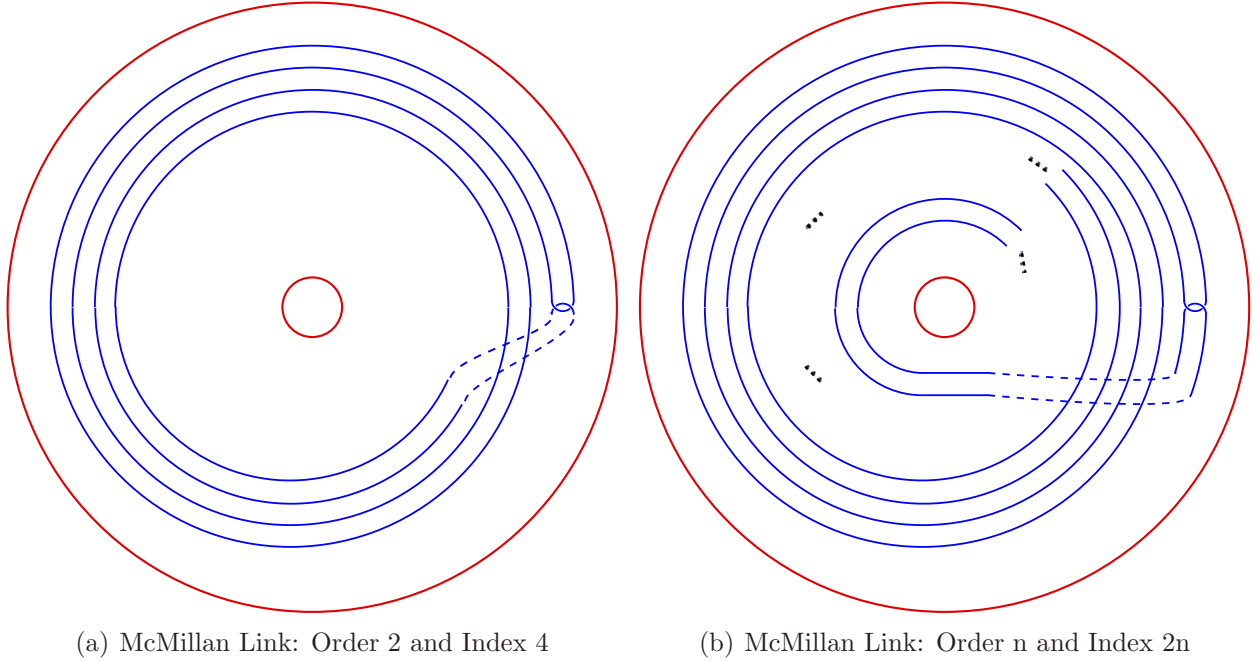 (a) McMillan Link: Order 2 and Index 4
(b) McMillan Link: Order n and Index 2n